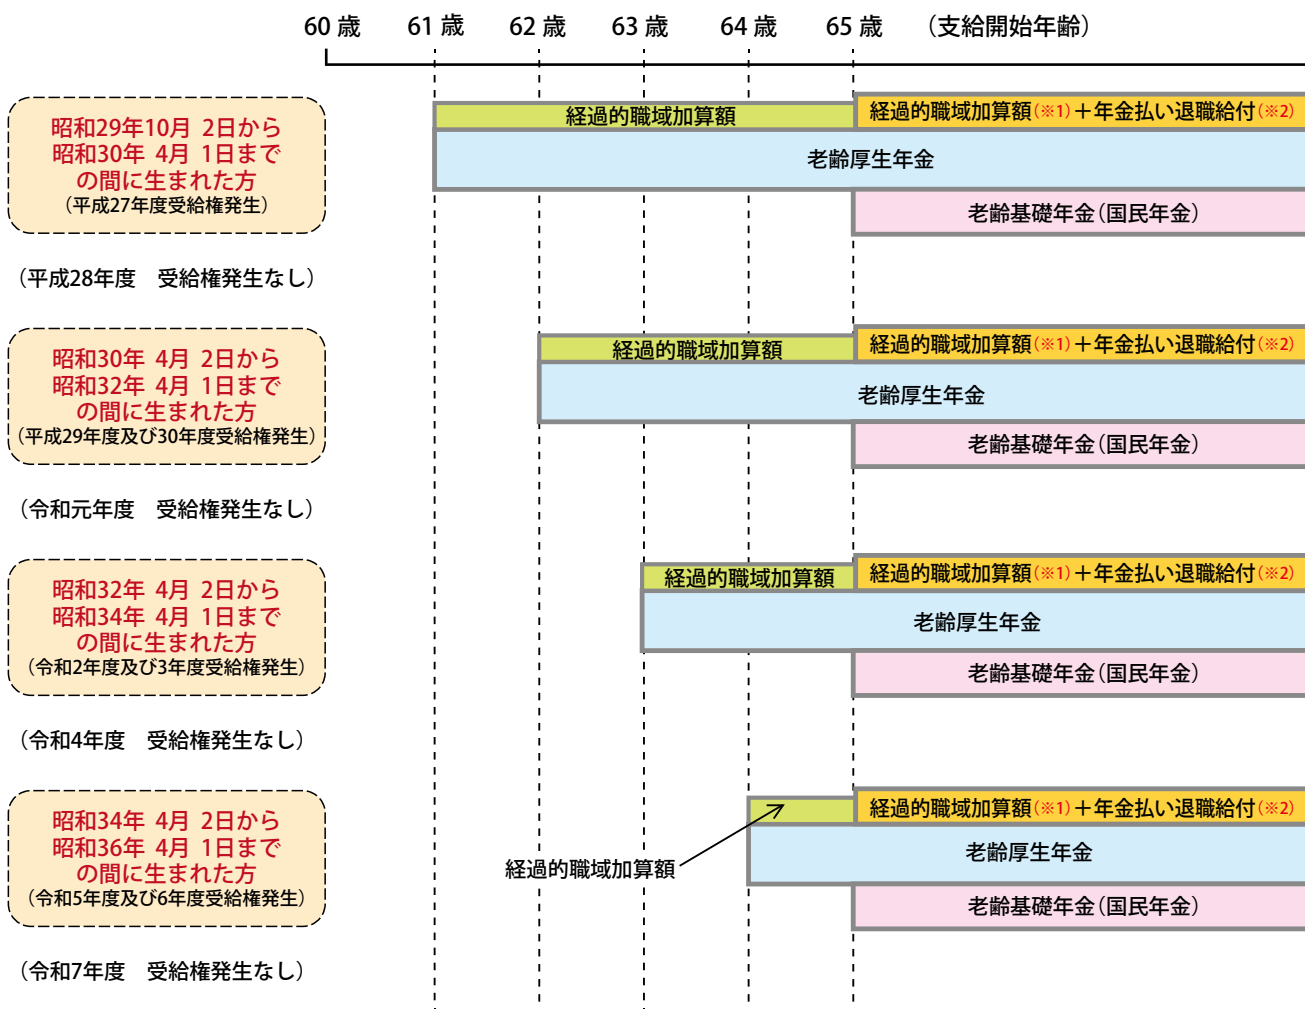 60 歳 61 歳 62 歳 63 歳 64 歳 65 歳 （支給開始年齢）
昭和29年10月 2日から
昭和30年 4月 1日まで
の間に生まれた方
（平成27年度受給権発生）
経過的職域加算額
経過的職域加算額(※1)＋年金払い退職給付(※2)
老齢厚生年金
老齢基礎年金（国民年金）
（平成28年度　受給権発生なし）
昭和30年 4月 2日から
昭和32年 4月 1日まで
の間に生まれた方
（平成29年度及び30年度受給権発生）
経過的職域加算額
経過的職域加算額(※1)＋年金払い退職給付(※2)
老齢厚生年金
老齢基礎年金（国民年金）
（令和元年度　受給権発生なし）
昭和32年 4月 2日から
昭和34年 4月 1日まで
の間に生まれた方
（令和2年度及び3年度受給権発生）
経過的職域加算額
経過的職域加算額(※1)＋年金払い退職給付(※2)
老齢厚生年金
老齢基礎年金（国民年金）
（令和4年度　受給権発生なし）
昭和34年 4月 2日から
昭和36年 4月 1日まで
の間に生まれた方
（令和5年度及び6年度受給権発生）
経過的職域加算額
経過的職域加算額(※1)＋年金払い退職給付(※2)
老齢厚生年金
老齢基礎年金（国民年金）
（令和7年度　受給権発生なし）